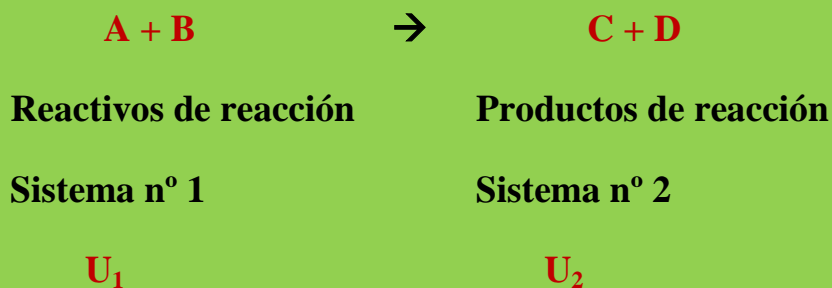 A + B → C + D
Reactivos de reacción Productos de reacción
Sistema nº 1 Sistema nº 2
U₁ U₂